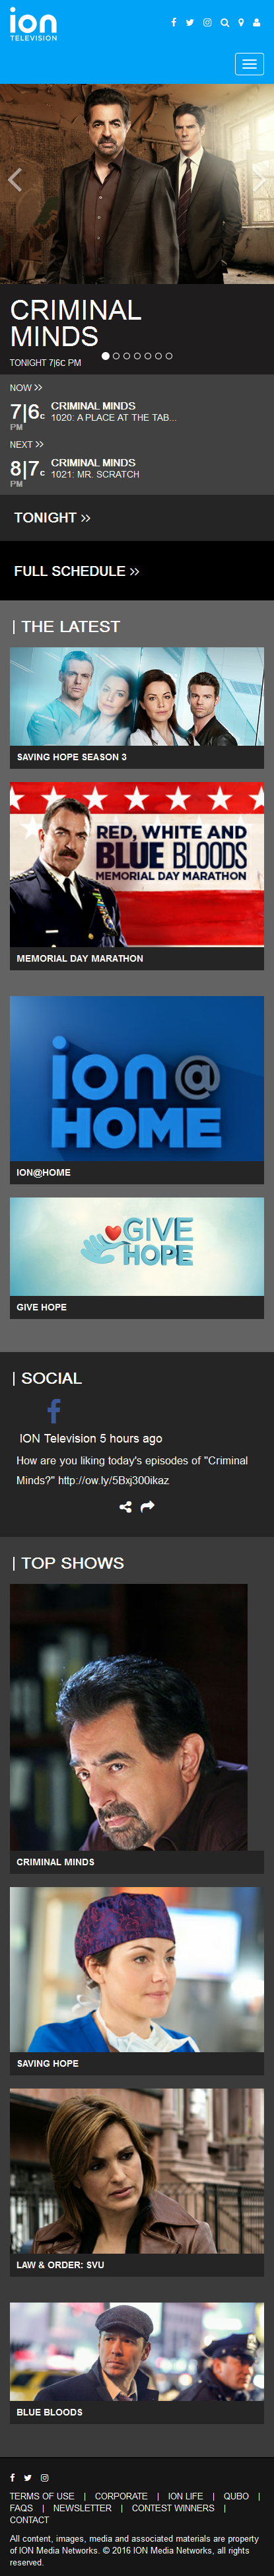 ion
TELEVISION
CRIMINAL
MINDS
TONIGHT 7|6c PM
NOW
7|6c
PM
CRIMINAL MINDS
1020: A PLACE AT THE TAB...
NEXT
8|7c
PM
CRIMINAL MINDS
1021: MR. SCRATCH
TONIGHT
FULL SCHEDULE
| THE LATEST
SAVING HOPE SEASON 3
RED, WHITE AND
BLUE BLOODS
MEMORIAL DAY MARATHON
MEMORIAL DAY MARATHON
ion@
HOME
ION@HOME
GIVE
HOPE
GIVE HOPE
| SOCIAL
ION Television 5 hours ago
How are you liking today's episodes of "Criminal
Minds?" http://ow.ly/5Bxj300ikaz
| TOP SHOWS
CRIMINAL MINDS
SAVING HOPE
LAW & ORDER: SVU
BLUE BLOODS
TERMS OF USE | CORPORATE | ION LIFE | QUBO |
FAQS | NEWSLETTER | CONTEST WINNERS |
CONTACT
All content, images, media and associated materials are property
of ION Media Networks. © 2016 ION Media Networks, all rights
reserved.